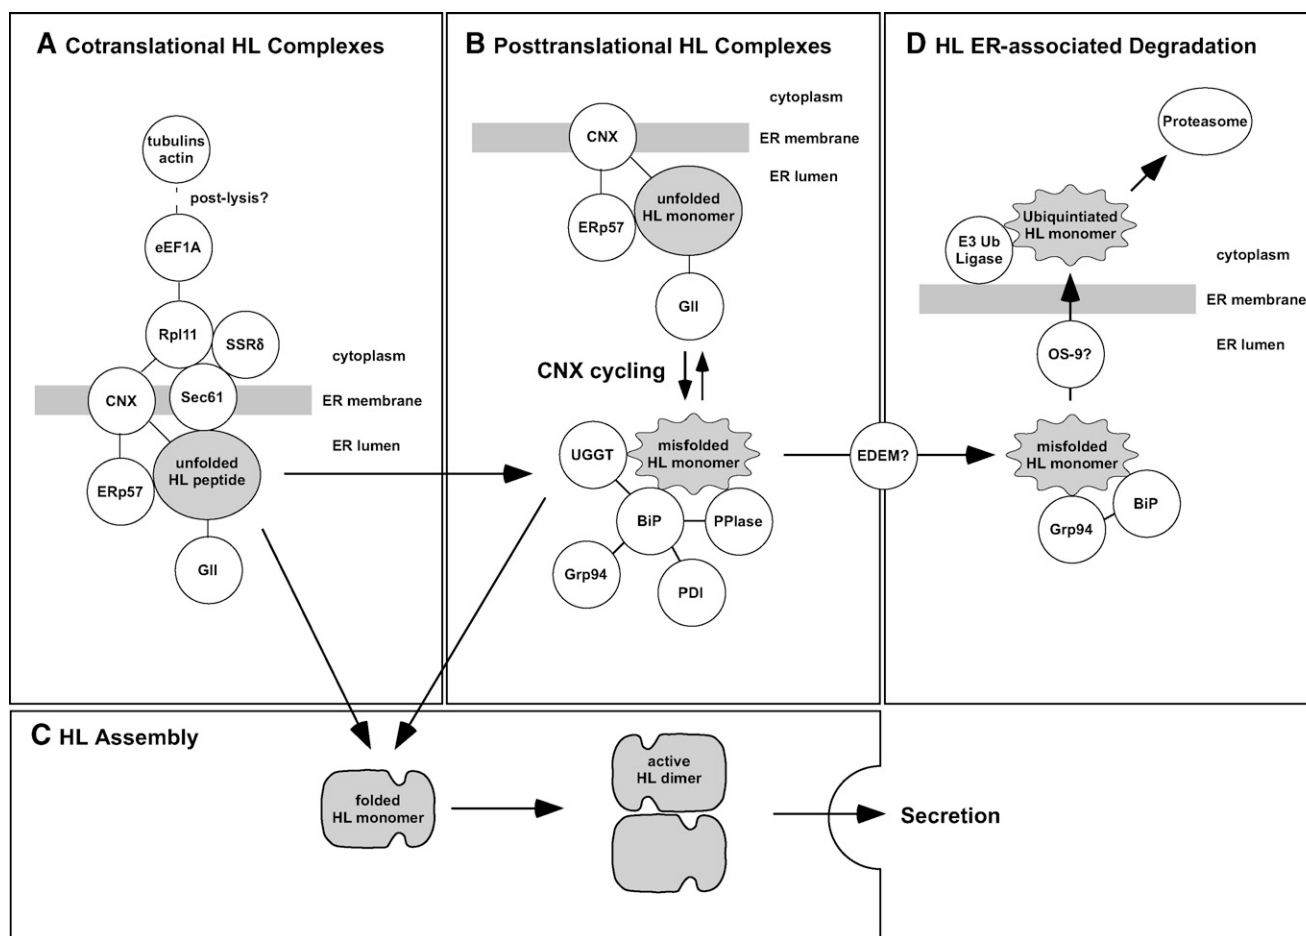 A Cotranslational HL Complexes
tubulins
actin
post-lysis?
eEF1A
Rpl11
SSRδ
cytoplasm
CNX
Sec61
ER membrane
ER lumen
unfolded
HL peptide
ERp57
GII
B Posttranslational HL Complexes
cytoplasm
CNX
ER membrane
ER lumen
unfolded
HL monomer
ERp57
GII
CNX cycling
UGGT
misfolded
HL monomer
BiP
PPIase
Grp94
PDI
EDEM?
D HL ER-associated Degradation
Proteasome
Ubiquintiated
HL monomer
E3 Ub
Ligase
cytoplasm
ER membrane
ER lumen
OS-9?
misfolded
HL monomer
BiP
Grp94
C HL Assembly
folded
HL monomer
active
HL dimer
Secretion